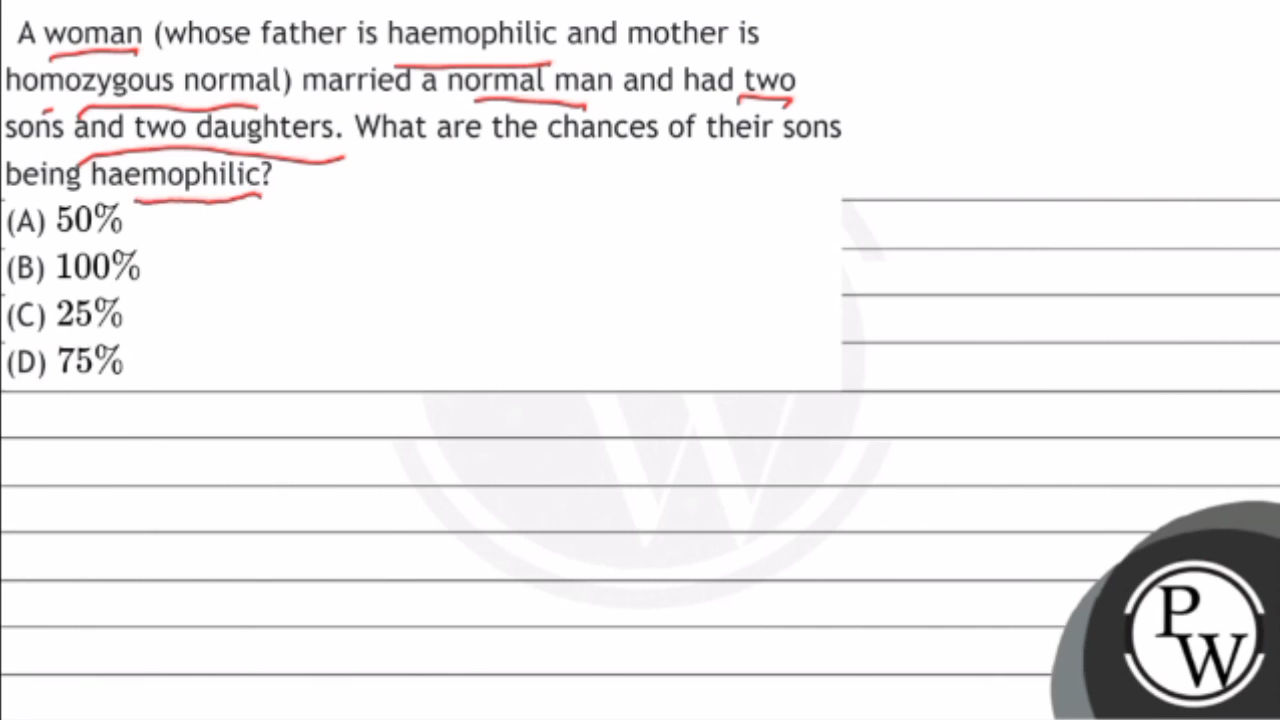 A woman (whose father is haemophilic and mother is
homozygous normal) married a normal man and had two
sons and two daughters. What are the chances of their sons
being haemophilic?
(A) 50%
(B) 100%
(C) 25%
(D) 75%
P
W